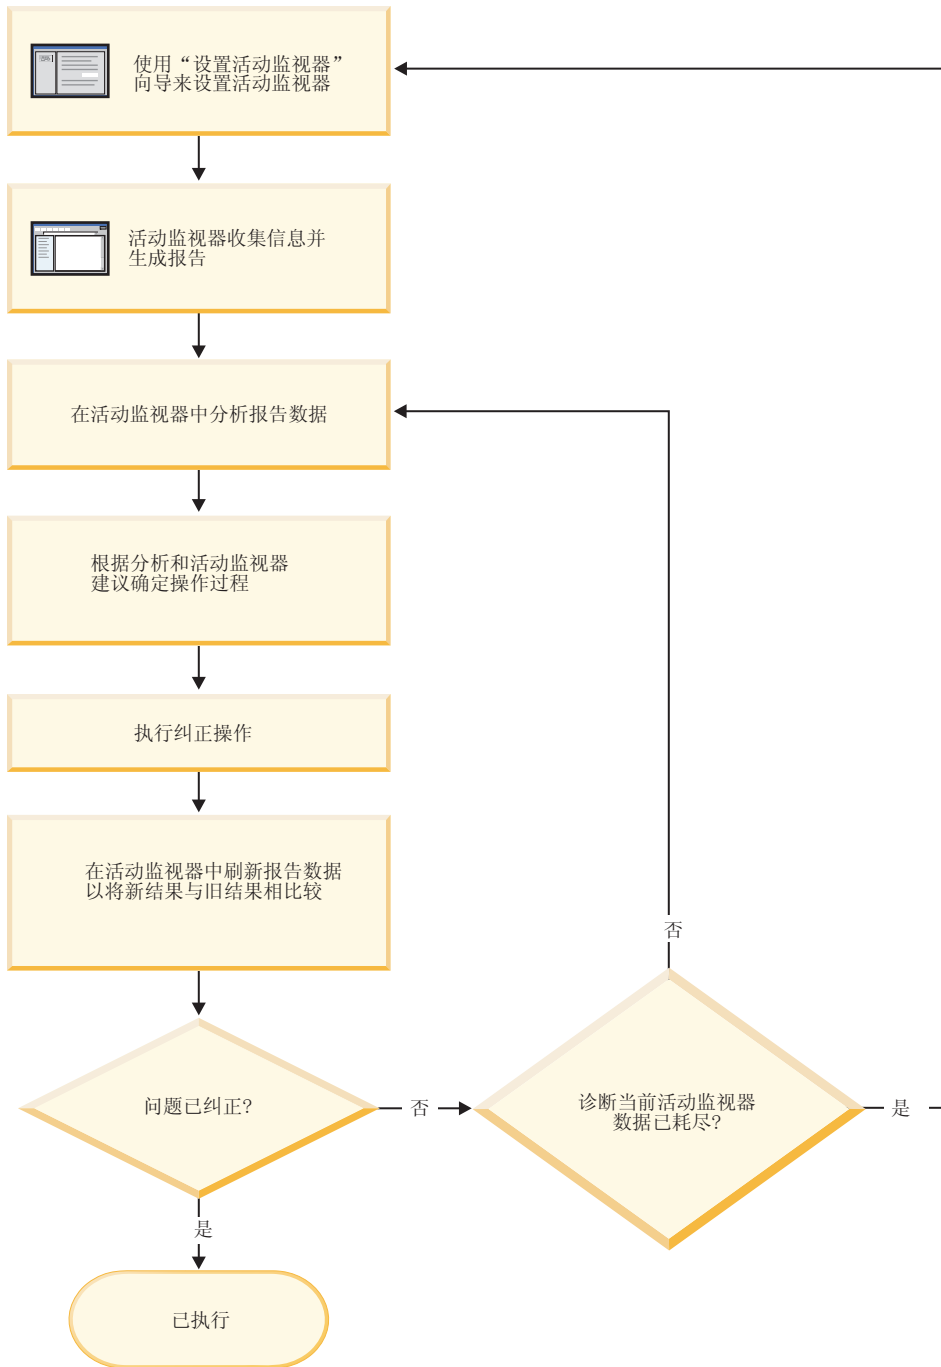 使用“设置活动监视器”
向导来设置活动监视器
活动监视器收集信息并
生成报告
在活动监视器中分析报告数据
根据分析和活动监视器
建议确定操作过程
执行纠正操作
在活动监视器中刷新报告数据
以将新结果与旧结果相比较
否
问题已纠正?
否
诊断当前活动监视器
数据已耗尽?
是
是
已执行